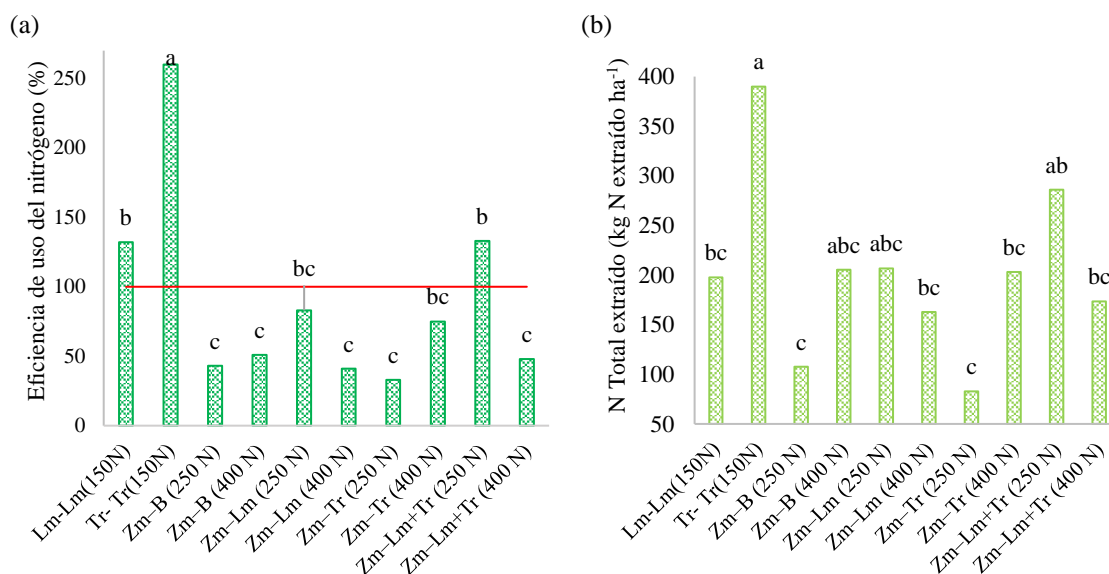 (a)
Eficiencia de uso del nitrógeno (%)
250
200
150
100
50
0
a
b
b
bc
bc
c
c
c
c
c
Lm-Lm(150N)
Tr- Tr(150N)
Zm–B (250 N)
Zm–B (400 N)
Zm–Lm (250 N)
Zm–Lm (400 N)
Zm–Tr (250 N)
Zm–Tr (400 N)
Zm–Lm+Tr (250 N)
Zm–Lm+Tr (400 N)
(b)
N Total extraído (kg N extraído ha⁻¹)
400
350
300
250
200
150
100
50
a
ab
bc
abc
abc
bc
bc
bc
c
c
Lm-Lm(150N)
Tr- Tr(150N)
Zm–B (250 N)
Zm–B (400 N)
Zm–Lm (250 N)
Zm–Lm (400 N)
Zm–Tr (250 N)
Zm–Tr (400 N)
Zm–Lm+Tr (250 N)
Zm–Lm+Tr (400 N)